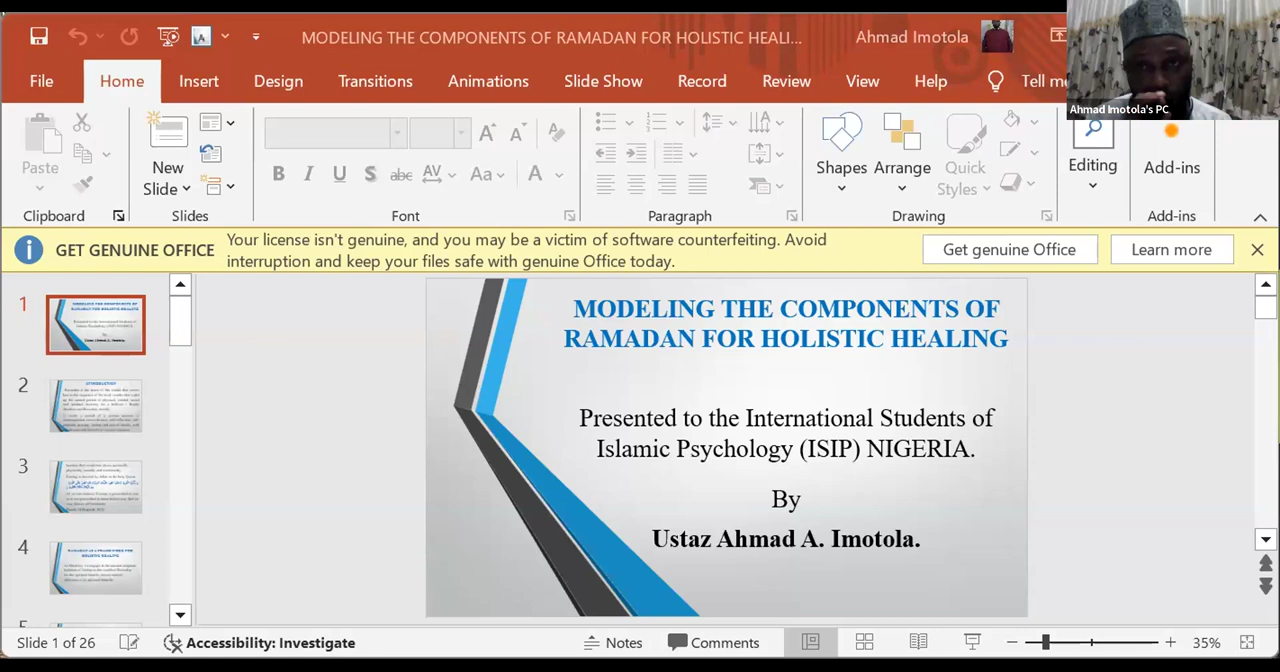 MODELING THE COMPONENTS OF RAMADAN FOR HOLISTIC HEALI...
Ahmad Imotola
File Home Insert Design Transitions Animations Slide Show Record Review View Help Tell me
Ahmad Imotola's PC
Paste
New
Slide
B I U S abc AV Aa A
Shapes Arrange Quick
Styles
Editing
Add-ins
Clipboard Slides Font Paragraph Drawing Add-ins
GET GENUINE OFFICE
Your license isn't genuine, and you may be a victim of software counterfeiting. Avoid
interruption and keep your files safe with genuine Office today.
Get genuine Office
Learn more
1
2
3
4
5
MODELING THE COMPONENTS OF
RAMADAN FOR HOLISTIC HEALING
Presented to the International Students of
Islamic Psychology (ISIP) NIGERIA.
By
Ustaz Ahmad A. Imotola.
Slide 1 of 26 Accessibility: Investigate Notes Comments 35%